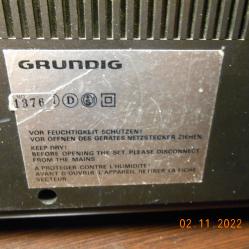 GRUNDIG
1376 D
VOR FEUCHTIGKEIT SCHÜTZEN!
VOR ÖFFNEN DES GERÄTES NETZSTECKER ZIEHEN.
KEEP DRY!
BEFORE OPENING THE SET, PLEASE DISCONNECT
FROM THE MAINS
A PROTEGER CONTRE L'HUMIDITE!
AVANT D'OUVRIR L'APPAREIL, RETIRER LA FICHE
SECTEUR.
02.11.2022